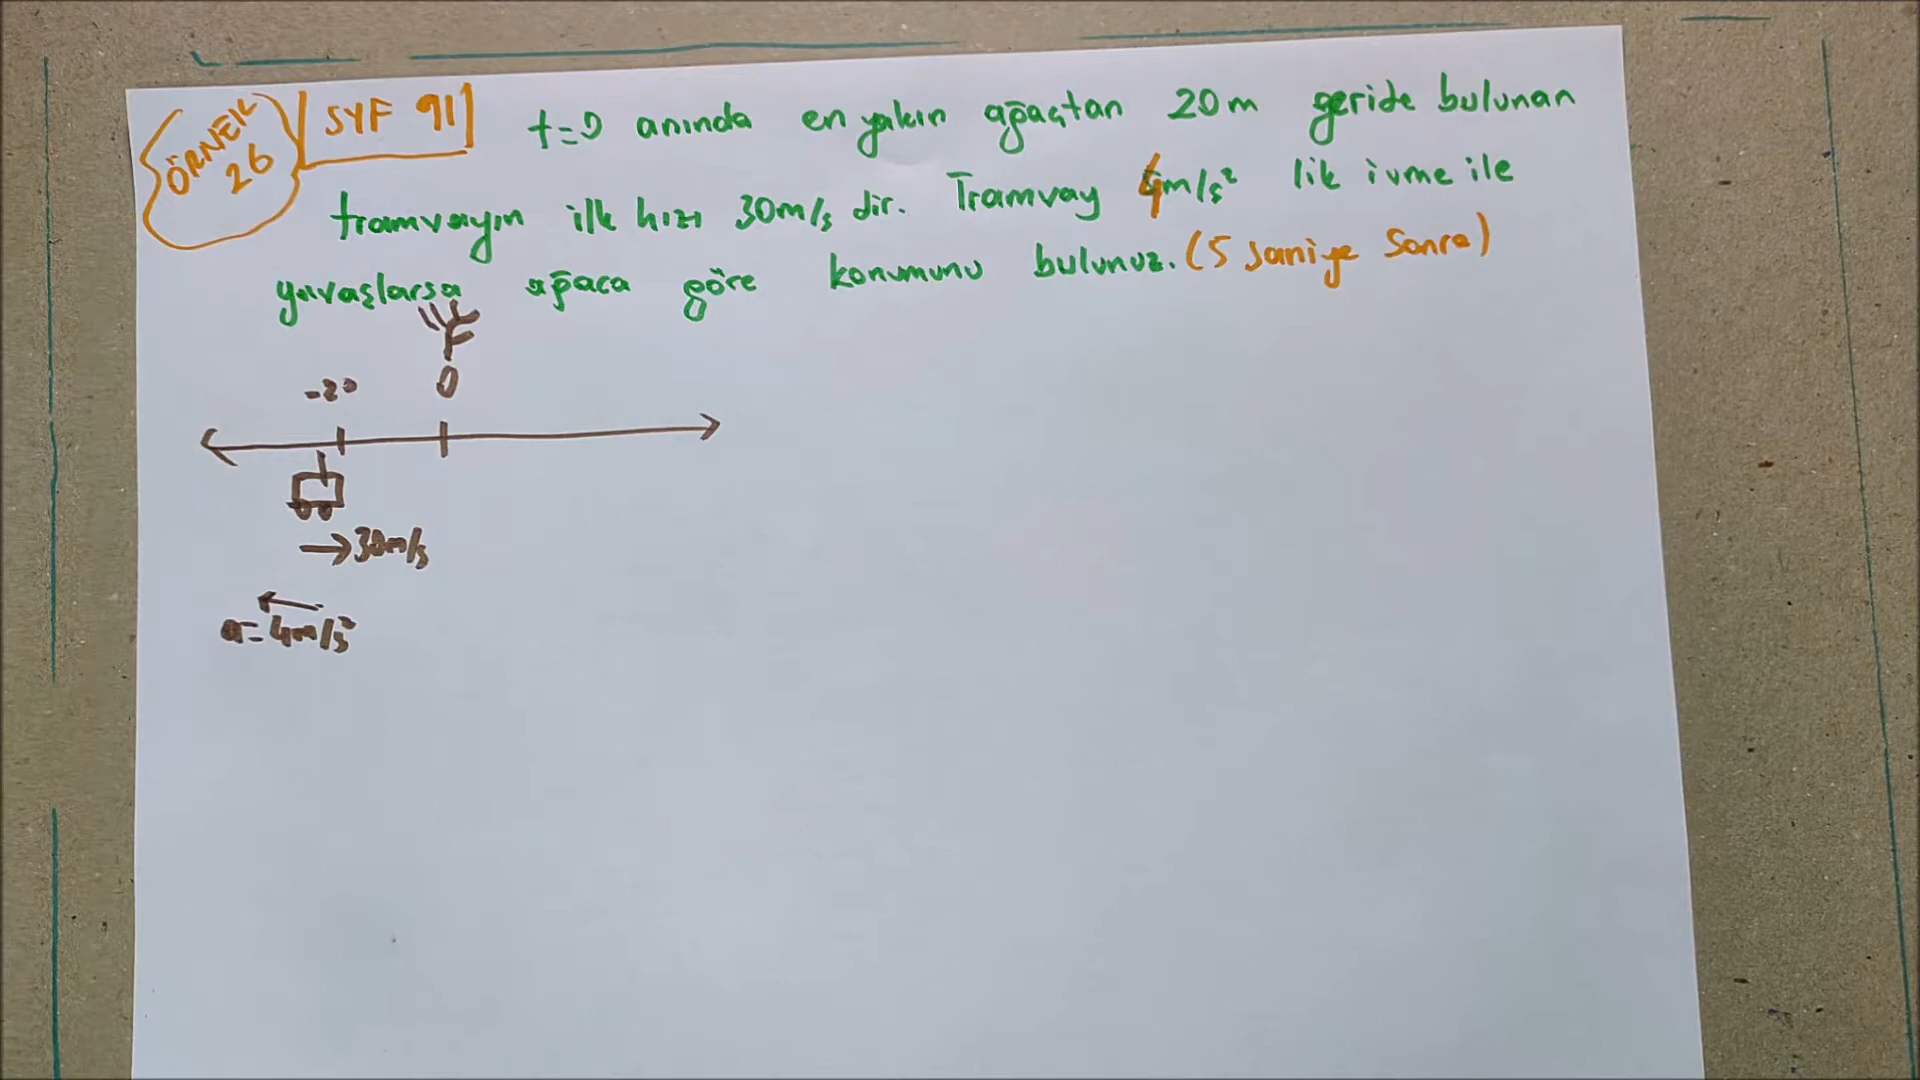 ÖRNEK 26
SYF 91
t=0 anında en yakın ağaçtan 20m geride bulunan
tramvayın ilk hızı 30m/s dir. Tramvay 4m/s² lik ivme ile
yavaşlarsa ağaca göre konumunu bulunuz. (5 saniye sonra)
-20 0
30m/s
a=4m/s²